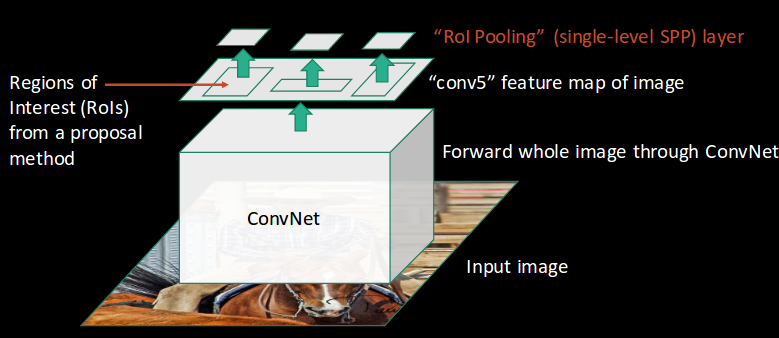 “RoI Pooling” (single-level SPP) layer
Regions of
Interest (RoIs)
from a proposal
method
“conv5” feature map of image
Forward whole image through ConvNet
ConvNet
Input image